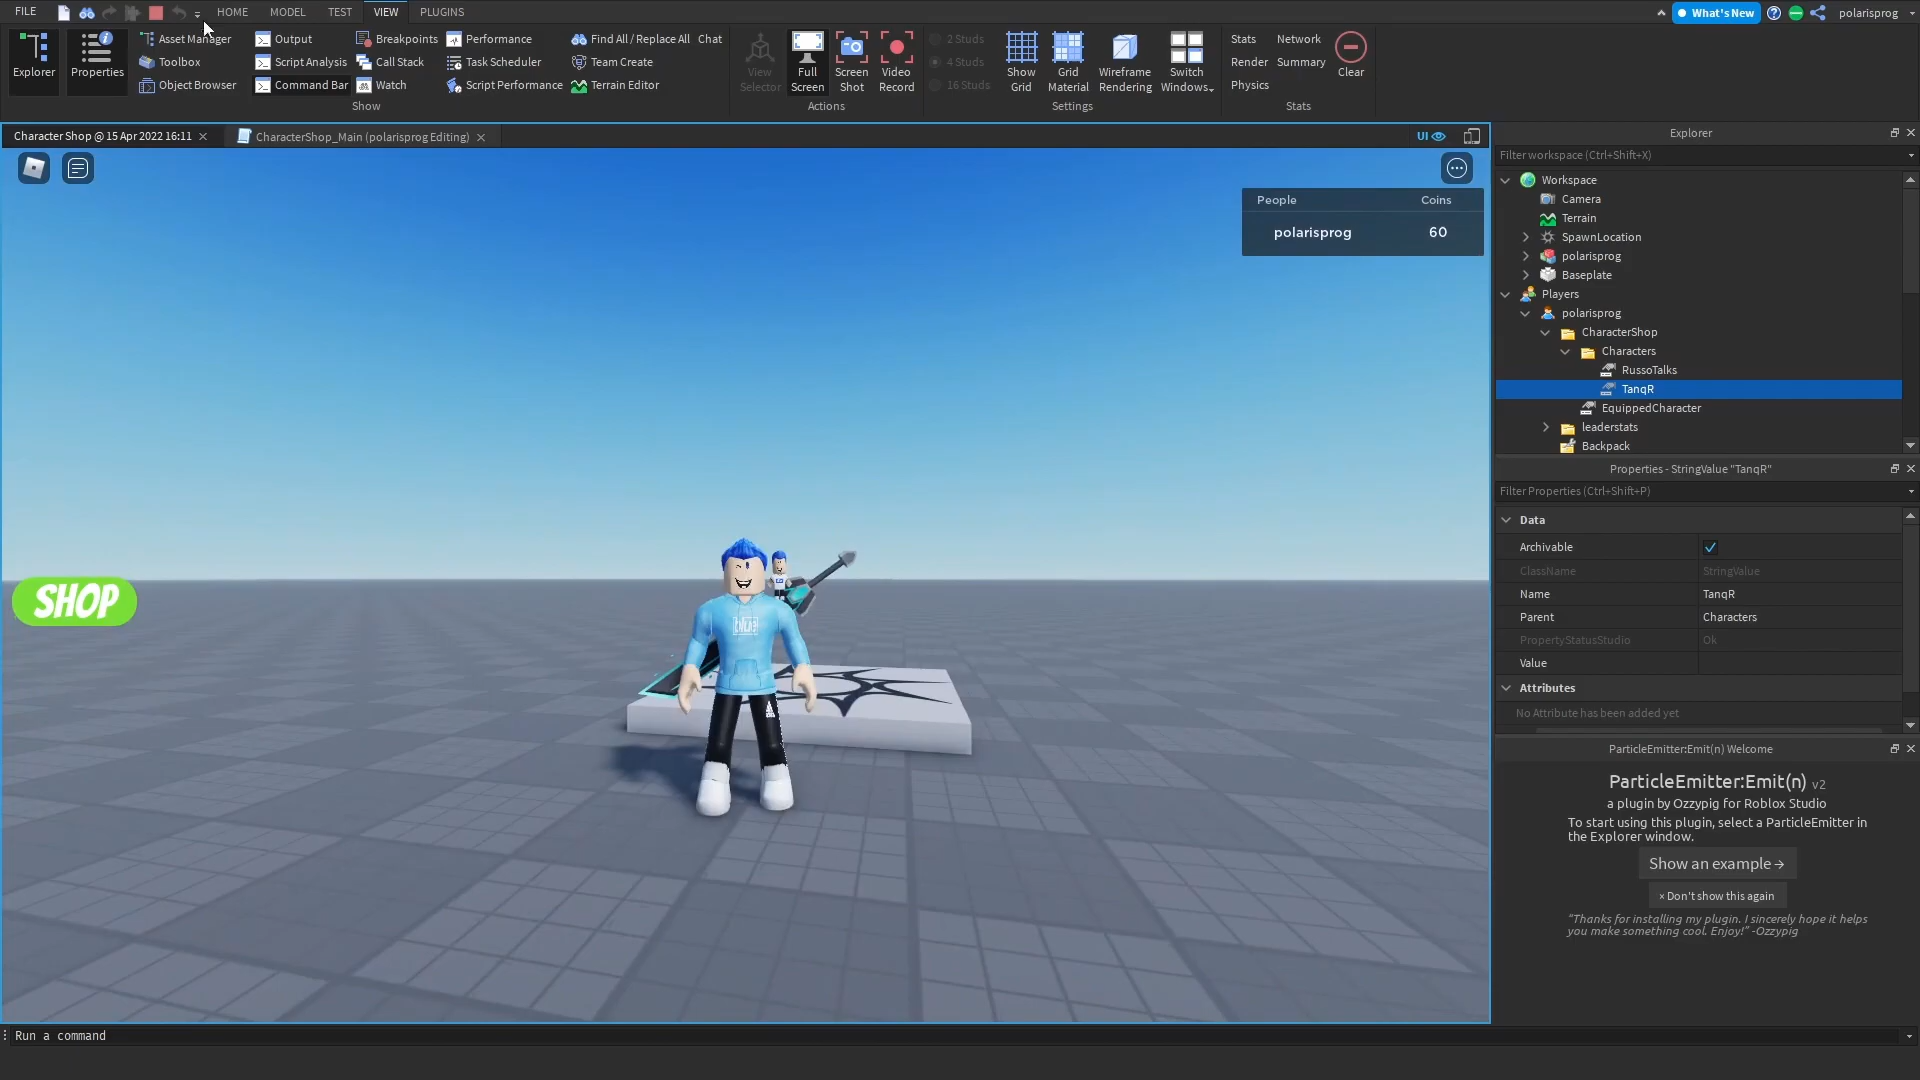 FILE HOME MODEL TEST VIEW PLUGINS What's New polarisprog
Explorer
Properties
Asset Manager
Toolbox
Object Browser
Output
Script Analysis
Command Bar
Breakpoints
Call Stack
Watch
Performance
Task Scheduler
Script Performance
Find All / Replace All
Team Create
Terrain Editor
Chat
Show
View
Selector
Full
Screen
Screen
Shot
Video
Record
Actions
2 Studs
4 Studs
16 Studs
Show
Grid
Grid
Material
Wireframe
Rendering
Switch
Windows
Settings
Stats
Network
Render
Summary
Physics
Clear
Stats
Character Shop @ 15 Apr 2022 16:11
CharacterShop_Main (polarisprog Editing)
UI
People Coins
polarisprog 60
SHOP
Explorer
Filter workspace (Ctrl+Shift+X)
Workspace
Camera
Terrain
SpawnLocation
polarisprog
Baseplate
Players
polarisprog
CharacterShop
Characters
RussoTalks
TanqR
EquippedCharacter
leaderstats
Backpack
Properties - StringValue "TanqR"
Filter Properties (Ctrl+Shift+P)
Data
Archivable
ClassName StringValue
Name TanqR
Parent Characters
PropertyStatusStudio Ok
Value
Attributes
No Attribute has been added yet
ParticleEmitter:Emit(n) Welcome
ParticleEmitter:Emit(n) v2
a plugin by Ozzypig for Roblox Studio
To start using this plugin, select a ParticleEmitter in
the Explorer window.
Show an example →
× Don't show this again
"Thanks for installing my plugin. I sincerely hope it helps
you make something cool. Enjoy!" -Ozzypig
Run a command